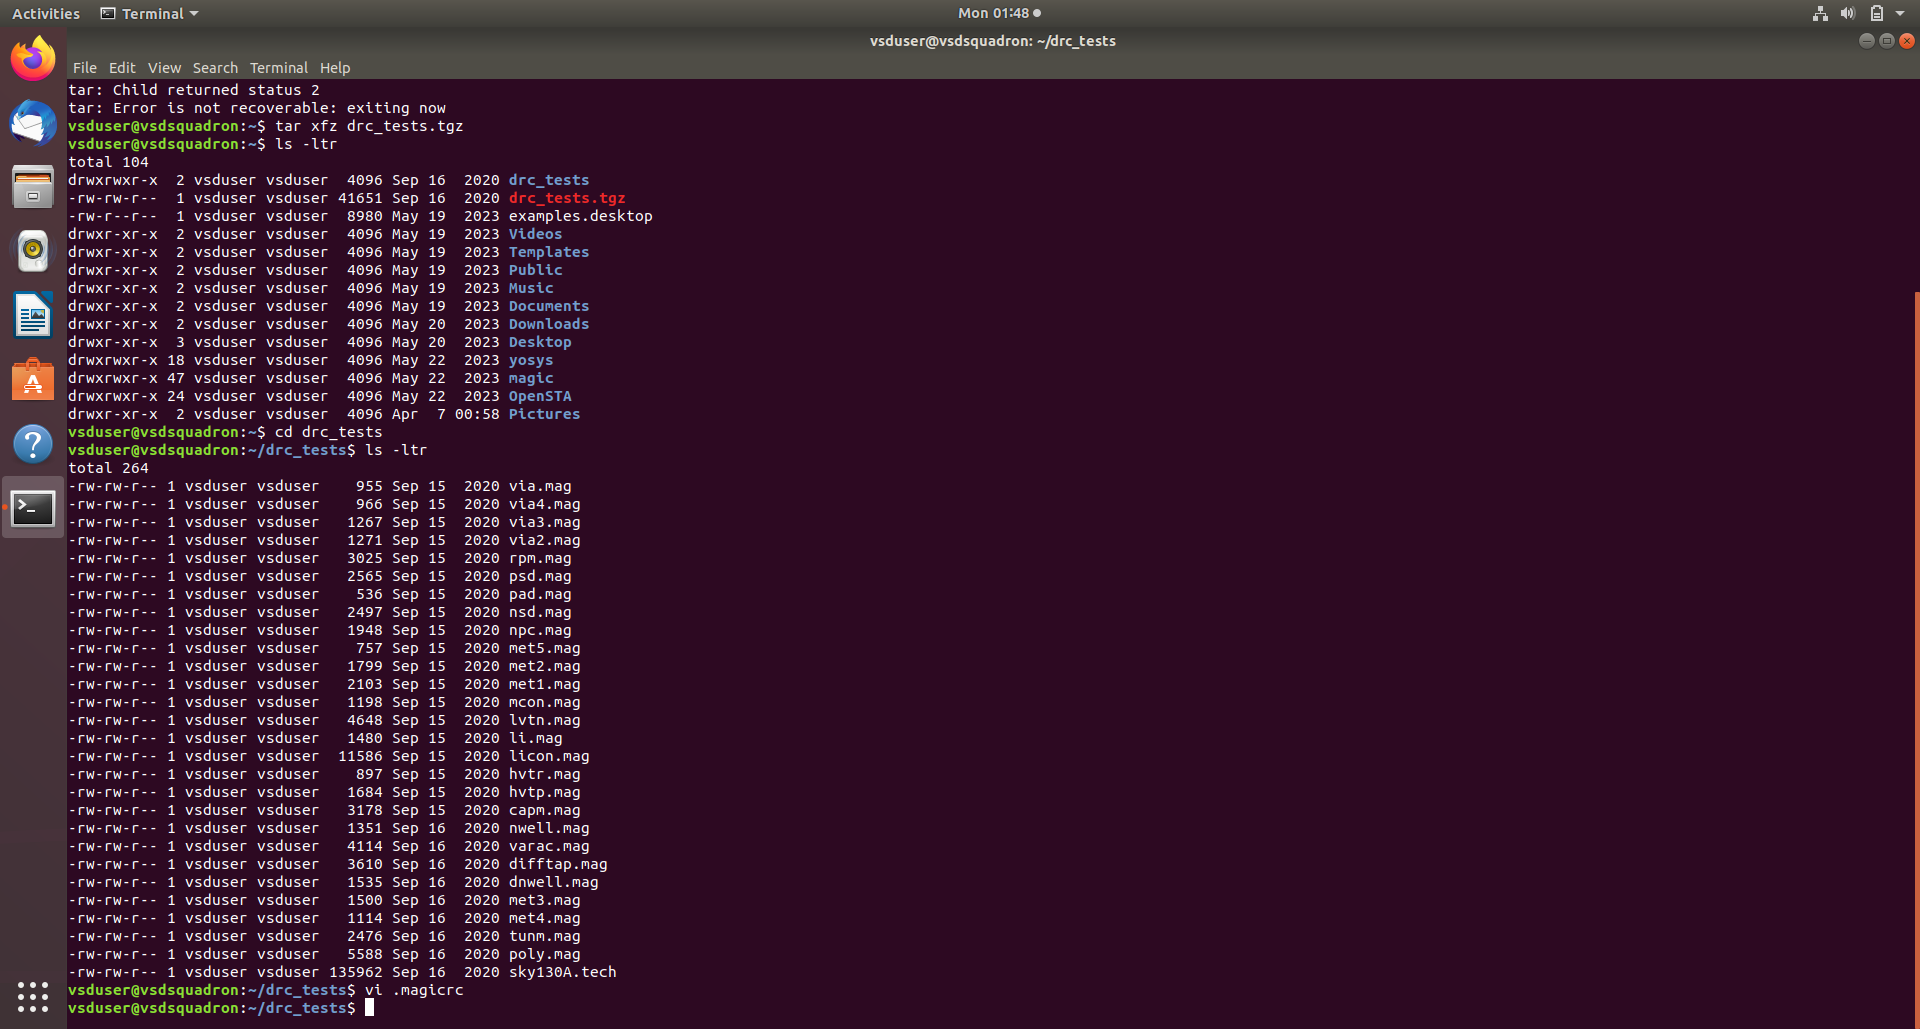 Activities Terminal Mon 01:48
vsduser@vsdsquadron: ~/drc_tests
File Edit View Search Terminal Help
tar: Child returned status 2
tar: Error is not recoverable: exiting now
vsduser@vsdsquadron:~$ tar xfz drc_tests.tgz
vsduser@vsdsquadron:~$ ls -ltr
total 104
drwxrwxr-x  2 vsduser vsduser  4096 Sep 16  2020 drc_tests
-rw-rw-r--  1 vsduser vsduser 41651 Sep 16  2020 drc_tests.tgz
-rw-r--r--  1 vsduser vsduser  8980 May 19  2023 examples.desktop
drwxr-xr-x  2 vsduser vsduser  4096 May 19  2023 Videos
drwxr-xr-x  2 vsduser vsduser  4096 May 19  2023 Templates
drwxr-xr-x  2 vsduser vsduser  4096 May 19  2023 Public
drwxr-xr-x  2 vsduser vsduser  4096 May 19  2023 Music
drwxr-xr-x  2 vsduser vsduser  4096 May 19  2023 Documents
drwxr-xr-x  2 vsduser vsduser  4096 May 20  2023 Downloads
drwxr-xr-x  3 vsduser vsduser  4096 May 20  2023 Desktop
drwxrwxr-x 18 vsduser vsduser  4096 May 22  2023 yosys
drwxrwxr-x 47 vsduser vsduser  4096 May 22  2023 magic
drwxrwxr-x 24 vsduser vsduser  4096 May 22  2023 OpenSTA
drwxr-xr-x  2 vsduser vsduser  4096 Apr  7 00:58 Pictures
vsduser@vsdsquadron:~$ cd drc_tests
vsduser@vsdsquadron:~/drc_tests$ ls -ltr
total 264
-rw-rw-r-- 1 vsduser vsduser    955 Sep 15  2020 via.mag
-rw-rw-r-- 1 vsduser vsduser    966 Sep 15  2020 via4.mag
-rw-rw-r-- 1 vsduser vsduser   1267 Sep 15  2020 via3.mag
-rw-rw-r-- 1 vsduser vsduser   1271 Sep 15  2020 via2.mag
-rw-rw-r-- 1 vsduser vsduser   3025 Sep 15  2020 rpm.mag
-rw-rw-r-- 1 vsduser vsduser   2565 Sep 15  2020 psd.mag
-rw-rw-r-- 1 vsduser vsduser    536 Sep 15  2020 pad.mag
-rw-rw-r-- 1 vsduser vsduser   2497 Sep 15  2020 nsd.mag
-rw-rw-r-- 1 vsduser vsduser   1948 Sep 15  2020 npc.mag
-rw-rw-r-- 1 vsduser vsduser    757 Sep 15  2020 met5.mag
-rw-rw-r-- 1 vsduser vsduser   1799 Sep 15  2020 met2.mag
-rw-rw-r-- 1 vsduser vsduser   2103 Sep 15  2020 met1.mag
-rw-rw-r-- 1 vsduser vsduser   1198 Sep 15  2020 mcon.mag
-rw-rw-r-- 1 vsduser vsduser   4648 Sep 15  2020 lvtn.mag
-rw-rw-r-- 1 vsduser vsduser   1480 Sep 15  2020 li.mag
-rw-rw-r-- 1 vsduser vsduser  11586 Sep 15  2020 licon.mag
-rw-rw-r-- 1 vsduser vsduser    897 Sep 15  2020 hvtr.mag
-rw-rw-r-- 1 vsduser vsduser   1684 Sep 15  2020 hvtp.mag
-rw-rw-r-- 1 vsduser vsduser   3178 Sep 15  2020 capm.mag
-rw-rw-r-- 1 vsduser vsduser   1351 Sep 16  2020 nwell.mag
-rw-rw-r-- 1 vsduser vsduser   4114 Sep 16  2020 varac.mag
-rw-rw-r-- 1 vsduser vsduser   3610 Sep 16  2020 difftap.mag
-rw-rw-r-- 1 vsduser vsduser   1535 Sep 16  2020 dnwell.mag
-rw-rw-r-- 1 vsduser vsduser   1500 Sep 16  2020 met3.mag
-rw-rw-r-- 1 vsduser vsduser   1114 Sep 16  2020 met4.mag
-rw-rw-r-- 1 vsduser vsduser   2476 Sep 16  2020 tunm.mag
-rw-rw-r-- 1 vsduser vsduser   5588 Sep 16  2020 poly.mag
-rw-rw-r-- 1 vsduser vsduser 135962 Sep 16  2020 sky130A.tech
vsduser@vsdsquadron:~/drc_tests$ vi .magicrc
vsduser@vsdsquadron:~/drc_tests$